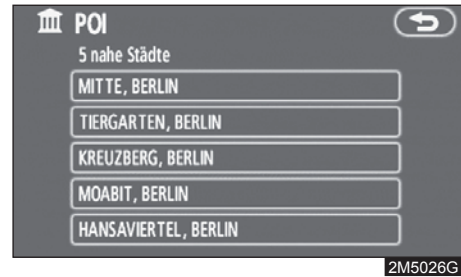 POI
5 nahe Städte
MITTE, BERLIN
TIERGARTEN, BERLIN
KREUZBERG, BERLIN
MOABIT, BERLIN
HANSAVIERTEL, BERLIN
2M5026G